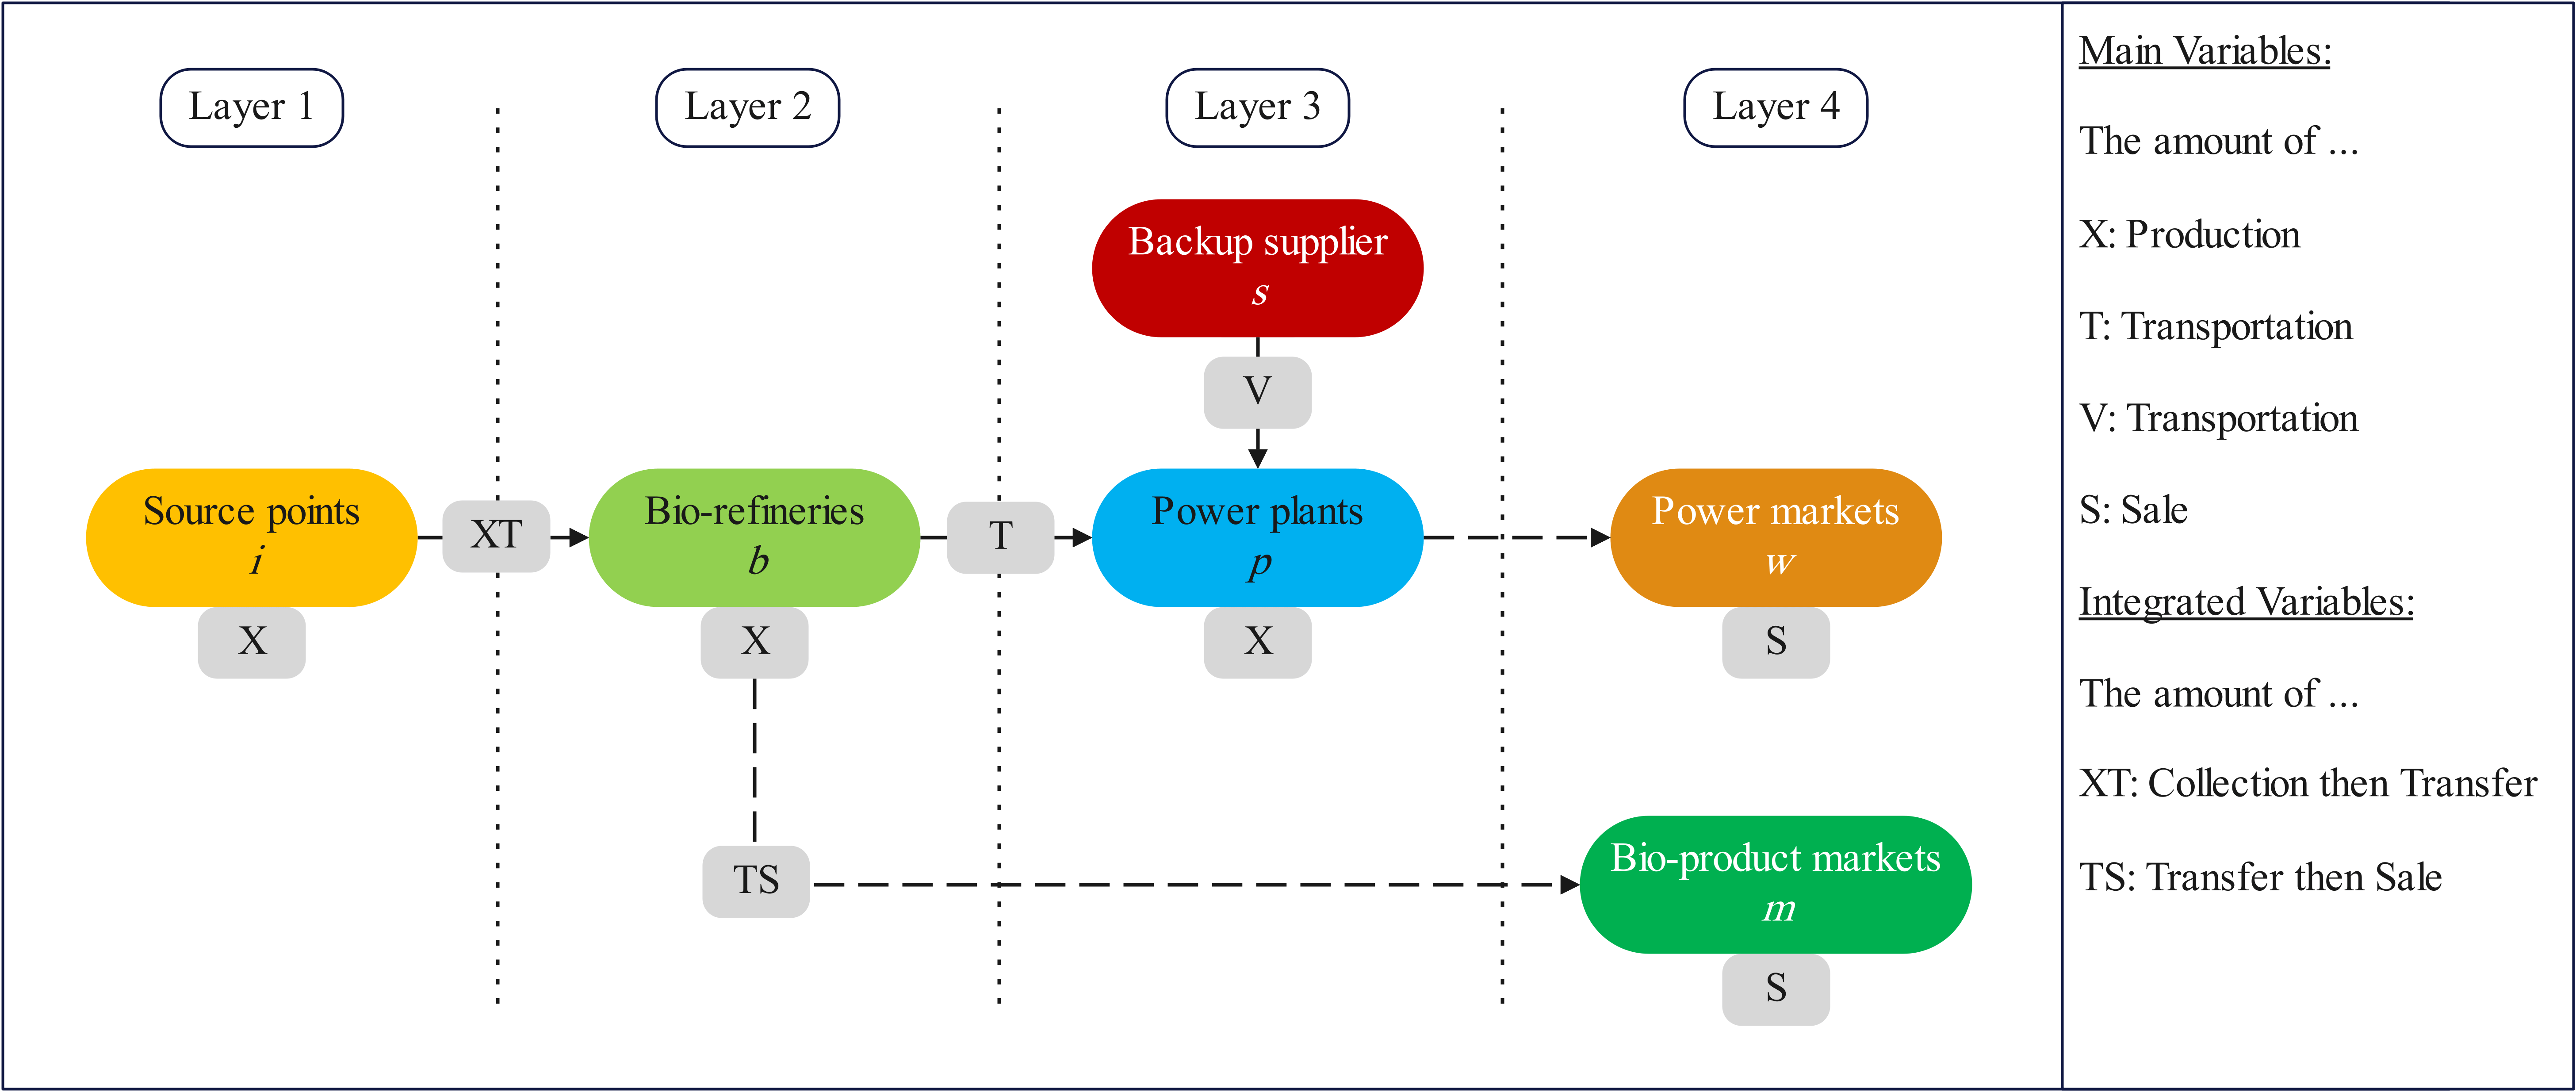 Layer 1
Layer 2
Layer 3
Layer 4
Backup supplier
s
V
Source points
i
XT
Bio-refineries
b
T
Power plants
p
Power markets
w
X
X
X
S
TS
Bio-product markets
m
S
Main Variables:
The amount of ...
X: Production
T: Transportation
V: Transportation
S: Sale
Integrated Variables:
The amount of ...
XT: Collection then Transfer
TS: Transfer then Sale